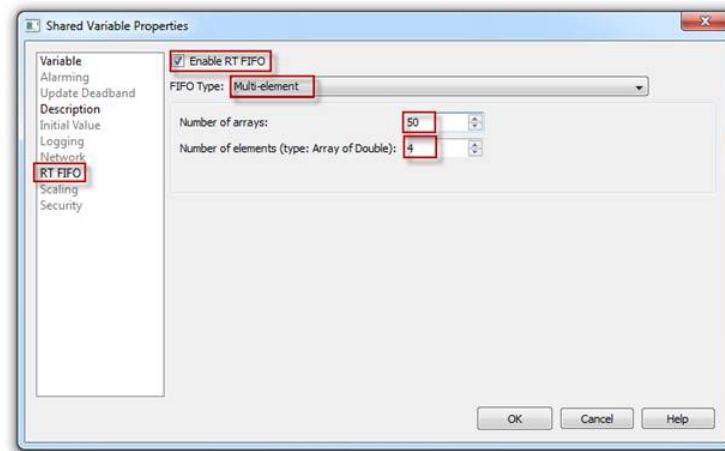 Shared Variable Properties
Variable
Alarming
Update Deadband
Description
Initial Value
Logging
Network
RT FIFO
Scaling
Security
Enable RT FIFO
FIFO Type: Multi-element
Number of arrays: 50
Number of elements (type: Array of Double): 4
OK Cancel Help